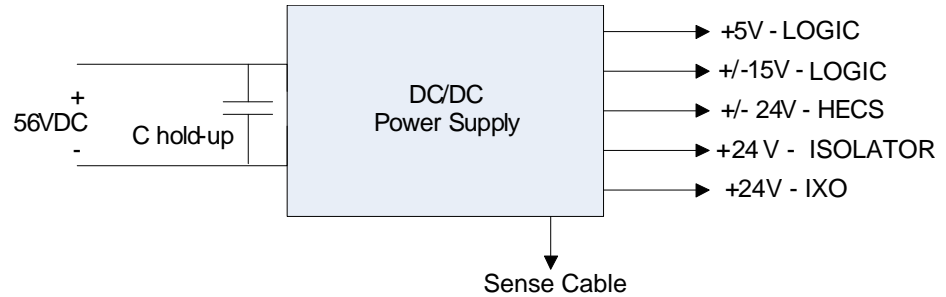 +5V - LOGIC
+/-15V - LOGIC
+/- 24V - HECS
+24 V - ISOLATOR
+24V - IXO
DC/DC
Power Supply
+
56VDC
-
C hold-up
Sense Cable